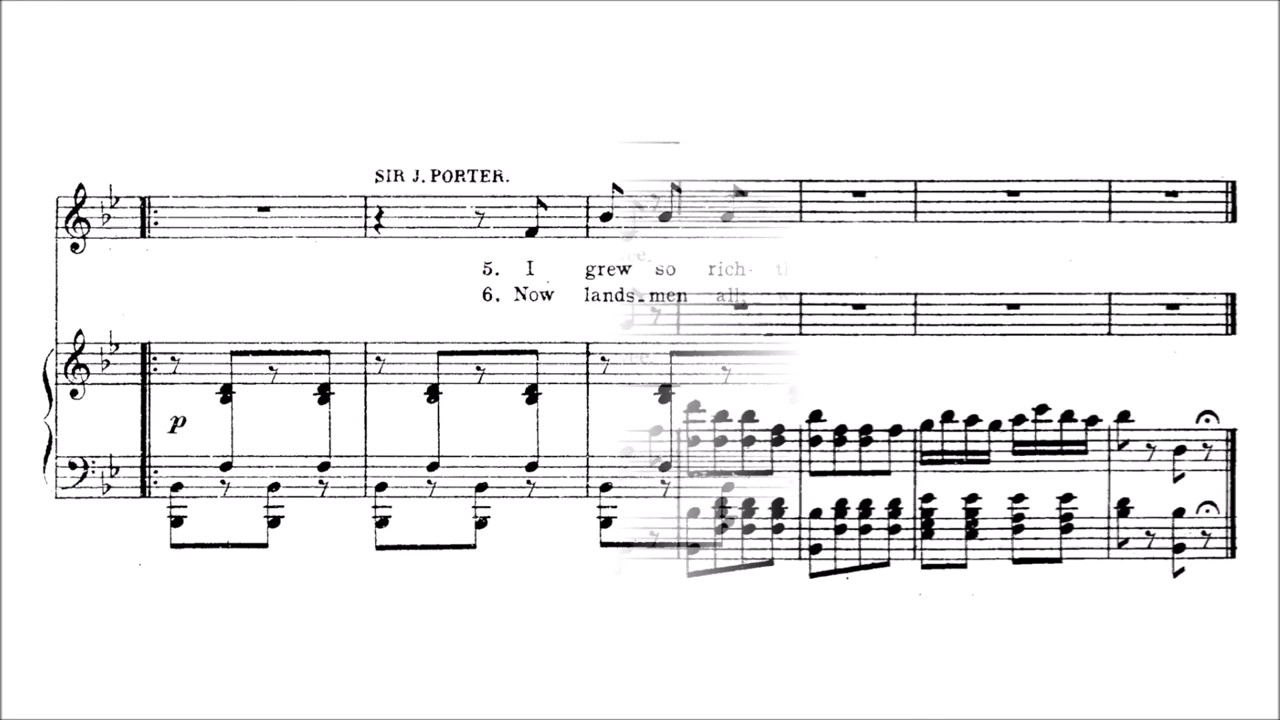 SIR J. PORTER.
5. I grew so rich
6. Now lands-men all,
p